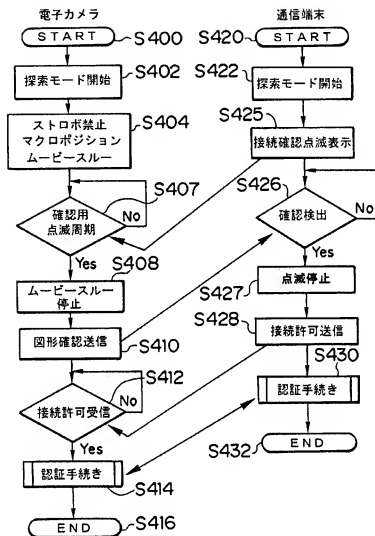 電子カメラ
START
S400
探索モード開始
S402
ストロボ禁止
マクロポジション
ムービースルー
S404
確認用
点滅周期
S407
No
Yes
ムービースルー
停止
S408
図形確認送信
S410
接続許可受信
S412
No
Yes
認証手続き
S414
END
S416
通信端末
START
S420
探索モード開始
S422
接続確認点滅表示
S425
確認検出
S426
No
Yes
点滅停止
S427
接続許可送信
S428
認証手続き
S430
END
S432